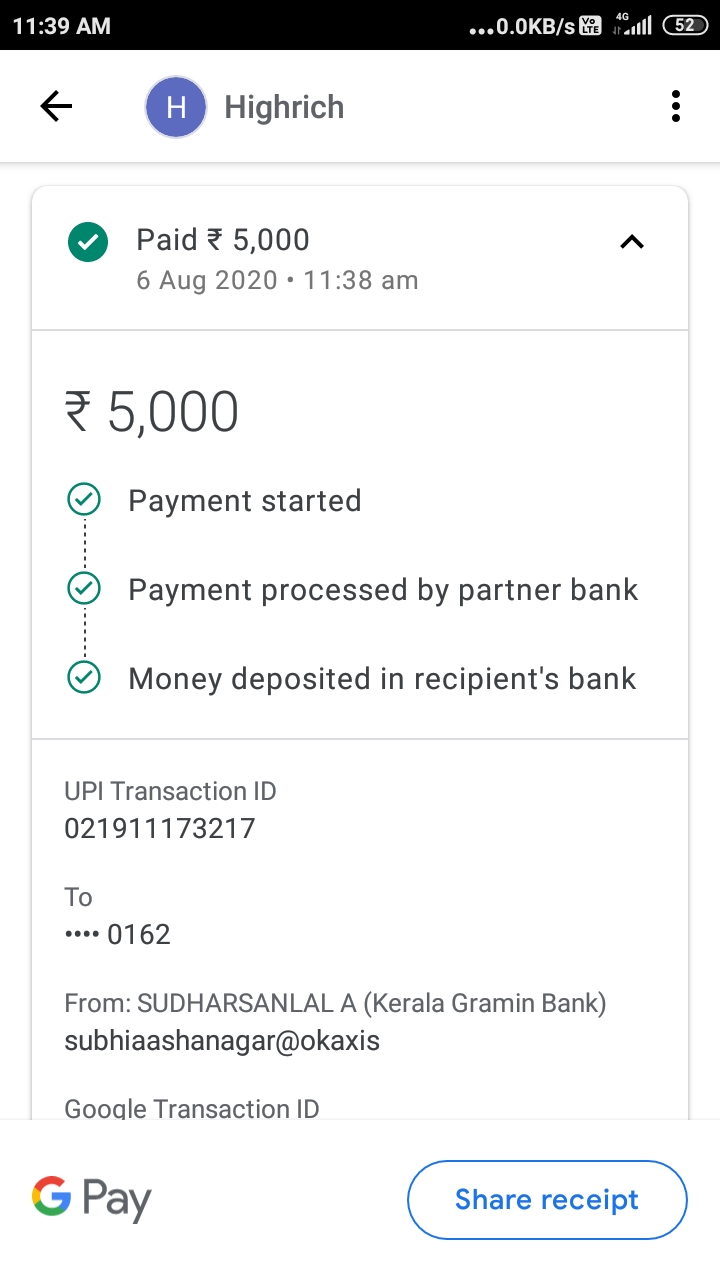 11:39 AM ...0.0KB/s Vo LTE 4G 52
H Highrich
Paid ₹ 5,000
6 Aug 2020 • 11:38 am
₹ 5,000
Payment started
Payment processed by partner bank
Money deposited in recipient's bank
UPI Transaction ID
021911173217
To
•••• 0162
From: SUDHARSANLAL A (Kerala Gramin Bank)
subhiaashanagar@okaxis
Google Transaction ID
G Pay Share receipt